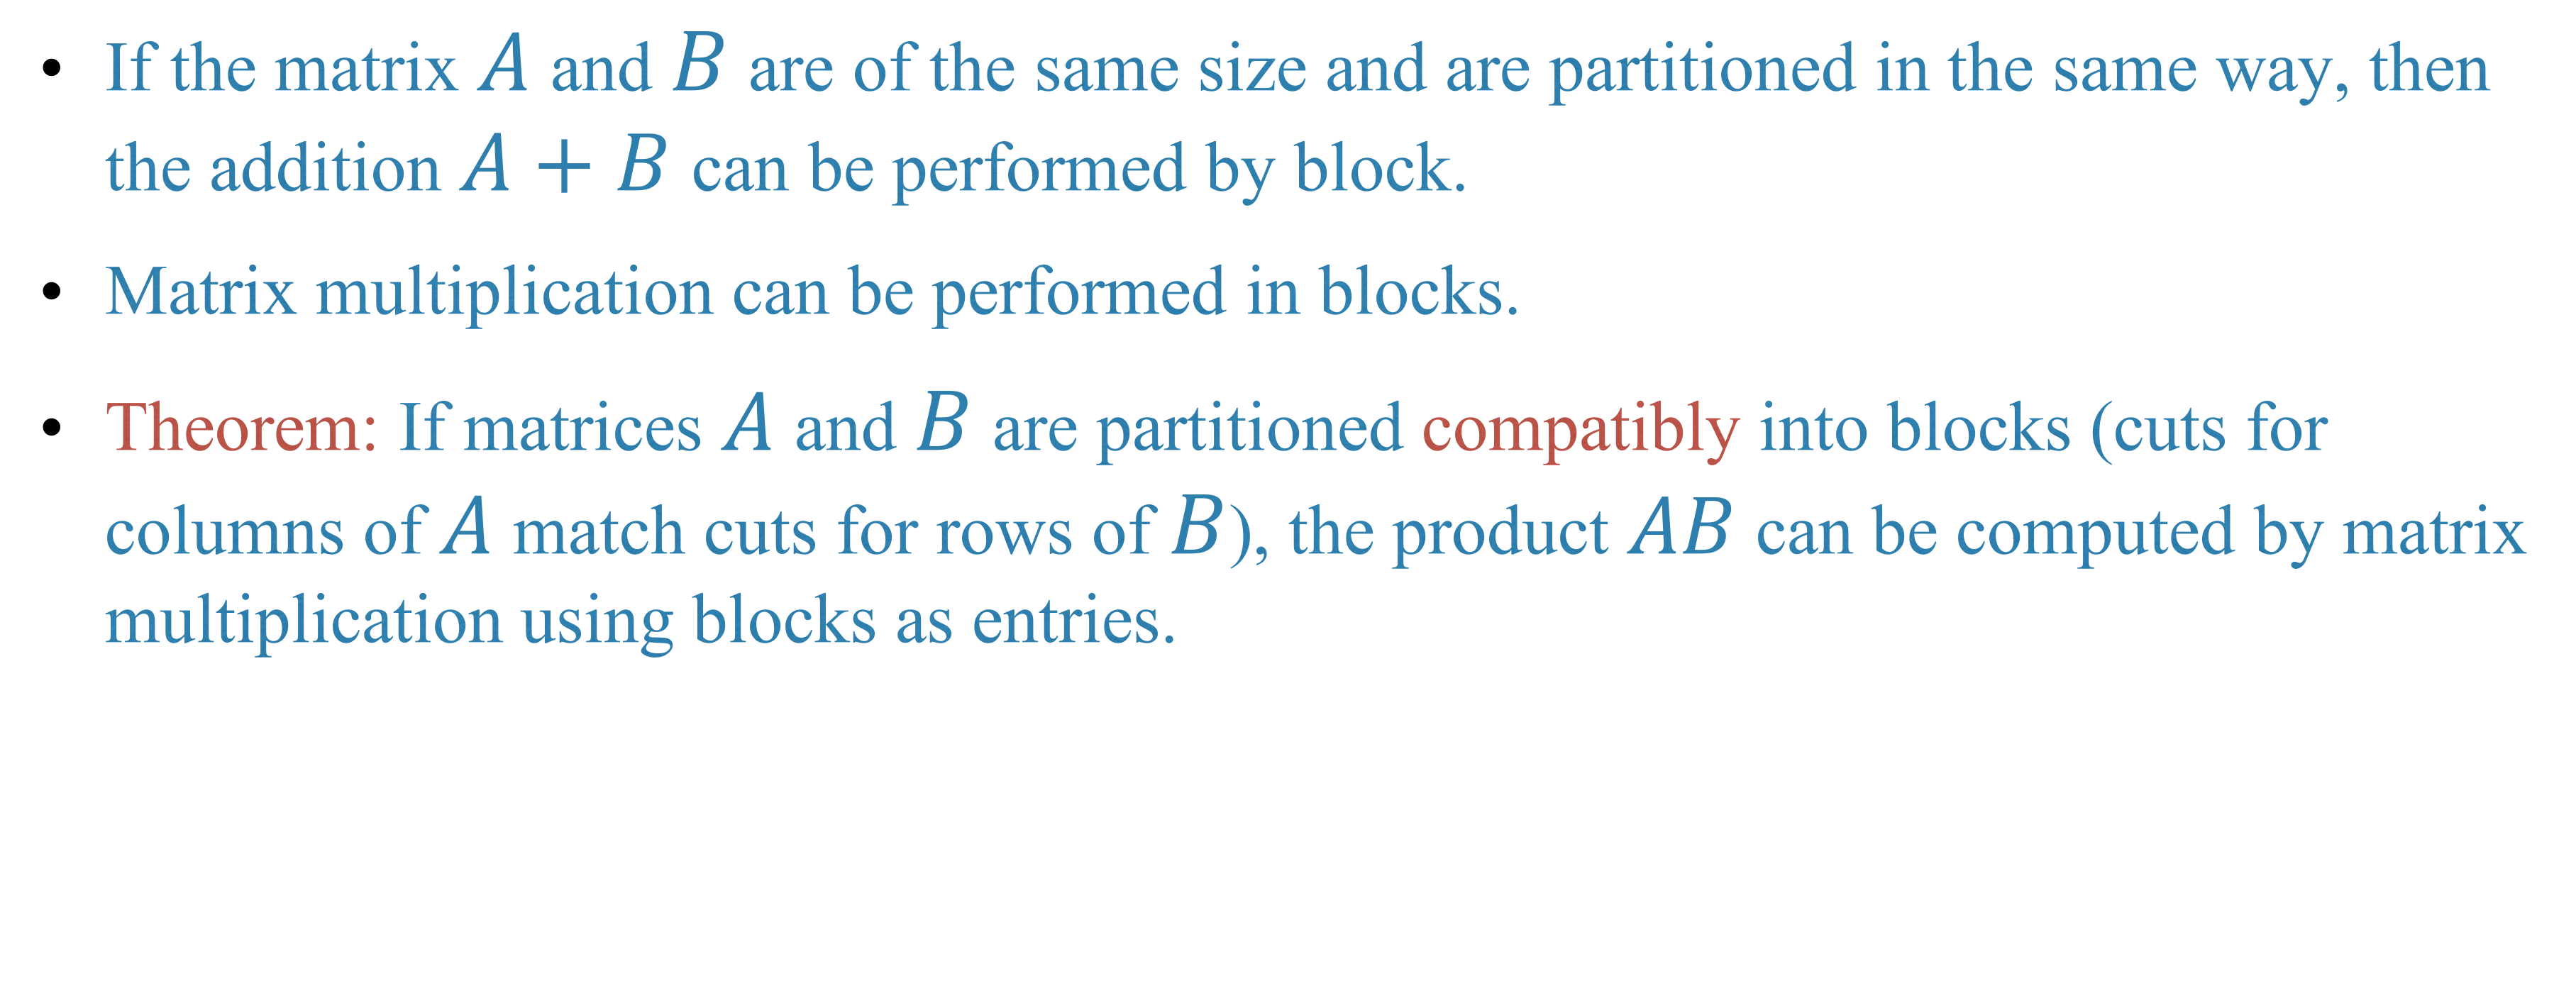 • If the matrix A and B are of the same size and are partitioned in the same way, then
the addition A + B can be performed by block.
• Matrix multiplication can be performed in blocks.
• Theorem: If matrices A and B are partitioned compatibly into blocks (cuts for
columns of A match cuts for rows of B), the product AB can be computed by matrix
multiplication using blocks as entries.